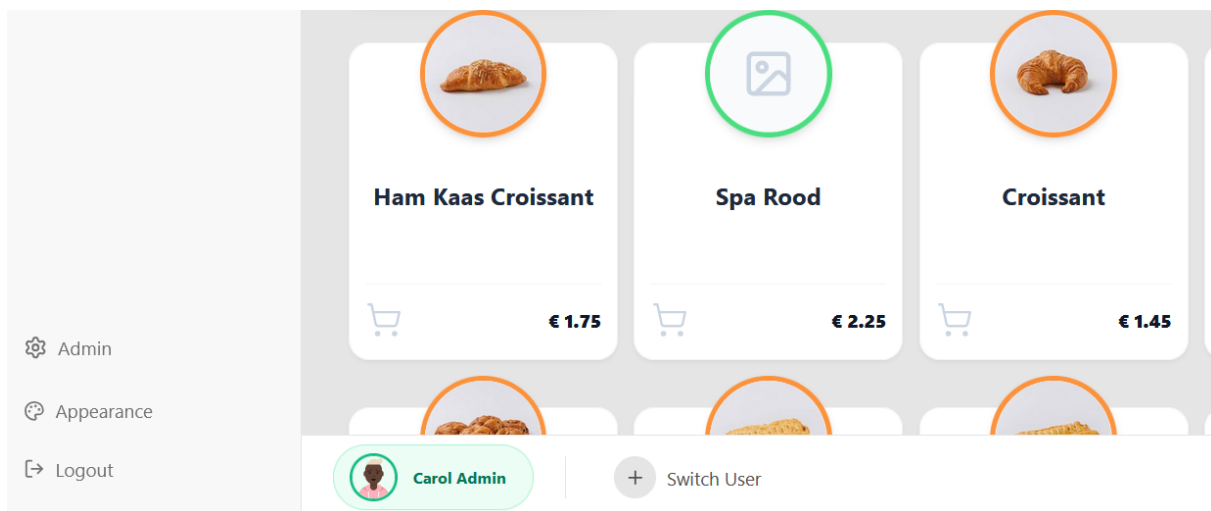 Ham Kaas Croissant
Spa Rood
Croissant
€ 1.75
€ 2.25
€ 1.45
Admin
Appearance
Logout
Carol Admin
Switch User